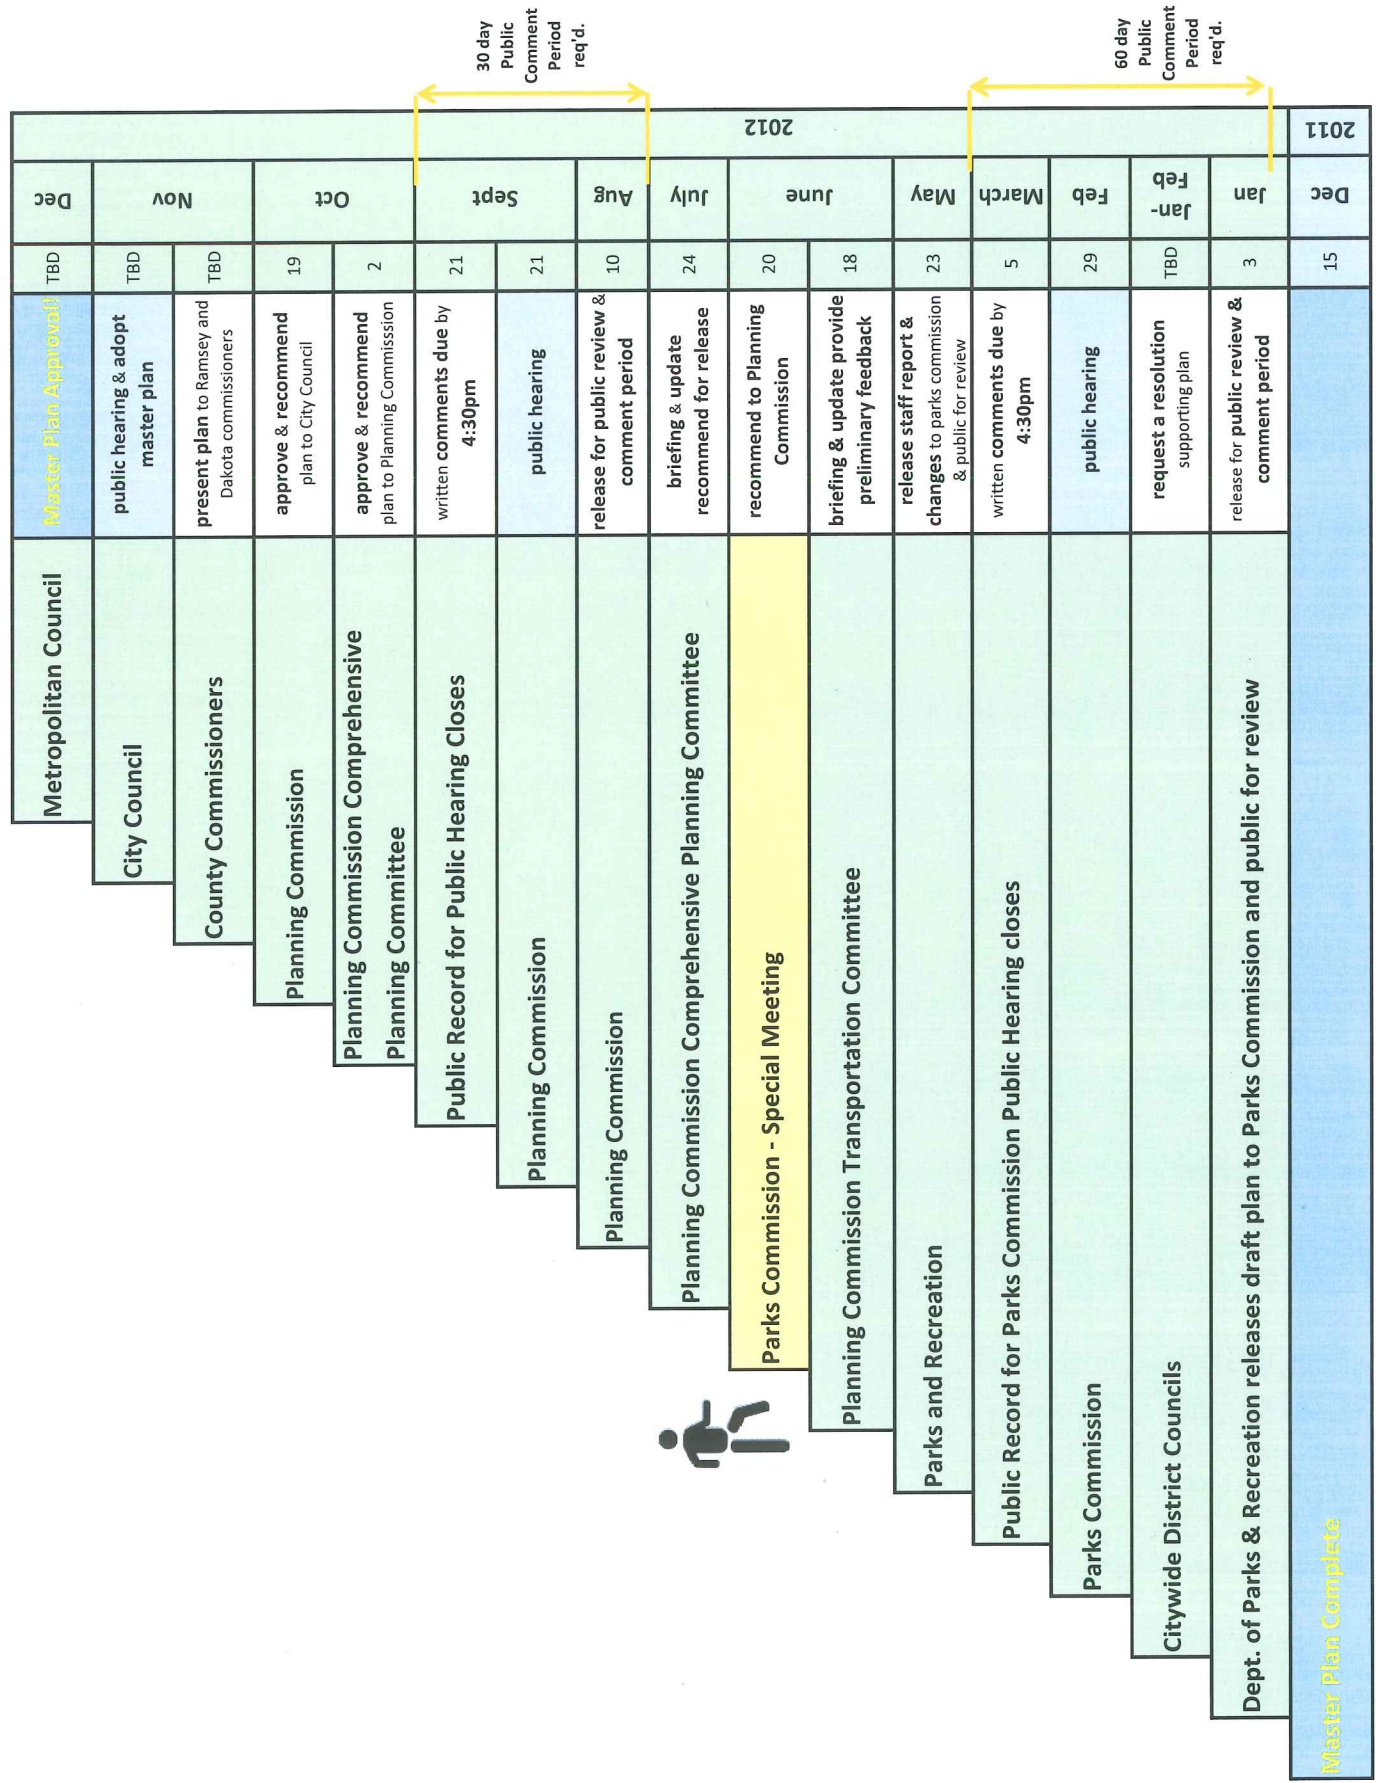 Metropolitan Council
Master Plan Approval!
TBD
Dec
City Council
public hearing & adopt
master plan
TBD
Nov
County Commissioners
present plan to Ramsey and
Dakota commissioners
TBD
Planning Commission
approve & recommend
plan to City Council
19
Oct
Planning Commission Comprehensive
Planning Committee
approve & recommend
plan to Planning Commisssion
2
Public Record for Public Hearing Closes
written comments due by
4:30pm
21
Sept
Planning Commission
public hearing
21
30 day
Public
Comment
Period
req'd.
Planning Commission
release for public review &
comment period
10
Aug
Planning Commission Comprehensive Planning Committee
briefing & update
recommend for release
24
July
2012
Parks Commission - Special Meeting
recommend to Planning
Commission
20
June
Planning Commission Transportation Committee
briefing & update provide
preliminary feedback
18
Parks and Recreation
release staff report &
changes to parks commission
& public for review
23
May
Public Record for Parks Commission Public Hearing closes
written comments due by
4:30pm
5
March
Parks Commission
public hearing
29
Feb
60 day
Public
Comment
Period
req'd.
Citywide District Councils
request a resolution
supporting plan
TBD
Jan-
Feb
Dept. of Parks & Recreation releases draft plan to Parks Commission and public for review
release for public review &
comment period
3
Jan
Master Plan Complete
15
Dec
2011